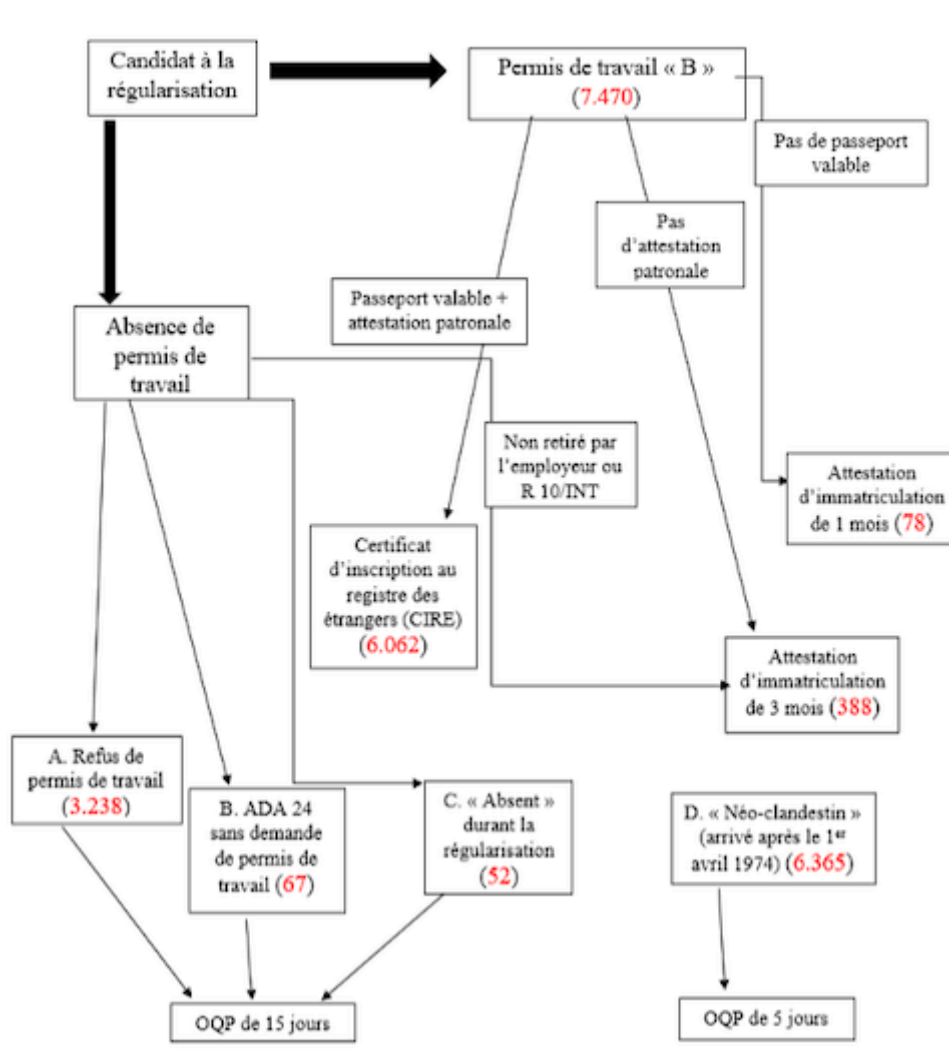 Candidat à la
régularisation
Permis de travail « B »
(7.470)
Pas de passeport
valable
Pas
d’attestation
patronale
Passeport valable +
attestation patronale
Absence de
permis de
travail
Non retiré par
l’employeur ou
R 10/INT
Attestation
d’immatriculation
de 1 mois (78)
Certificat
d’inscription au
registre des
étrangers (CIRE)
(6.062)
Attestation
d’immatriculation
de 3 mois (388)
A. Refus de
permis de travail
(3.238)
B. ADA 24
sans demande
de permis de
travail (67)
C. « Absent »
durant la
régularisation
(52)
D. « Néo-clandestin »
(arrivé après le 1er
avril 1974) (6.365)
OQP de 15 jours
OQP de 5 jours